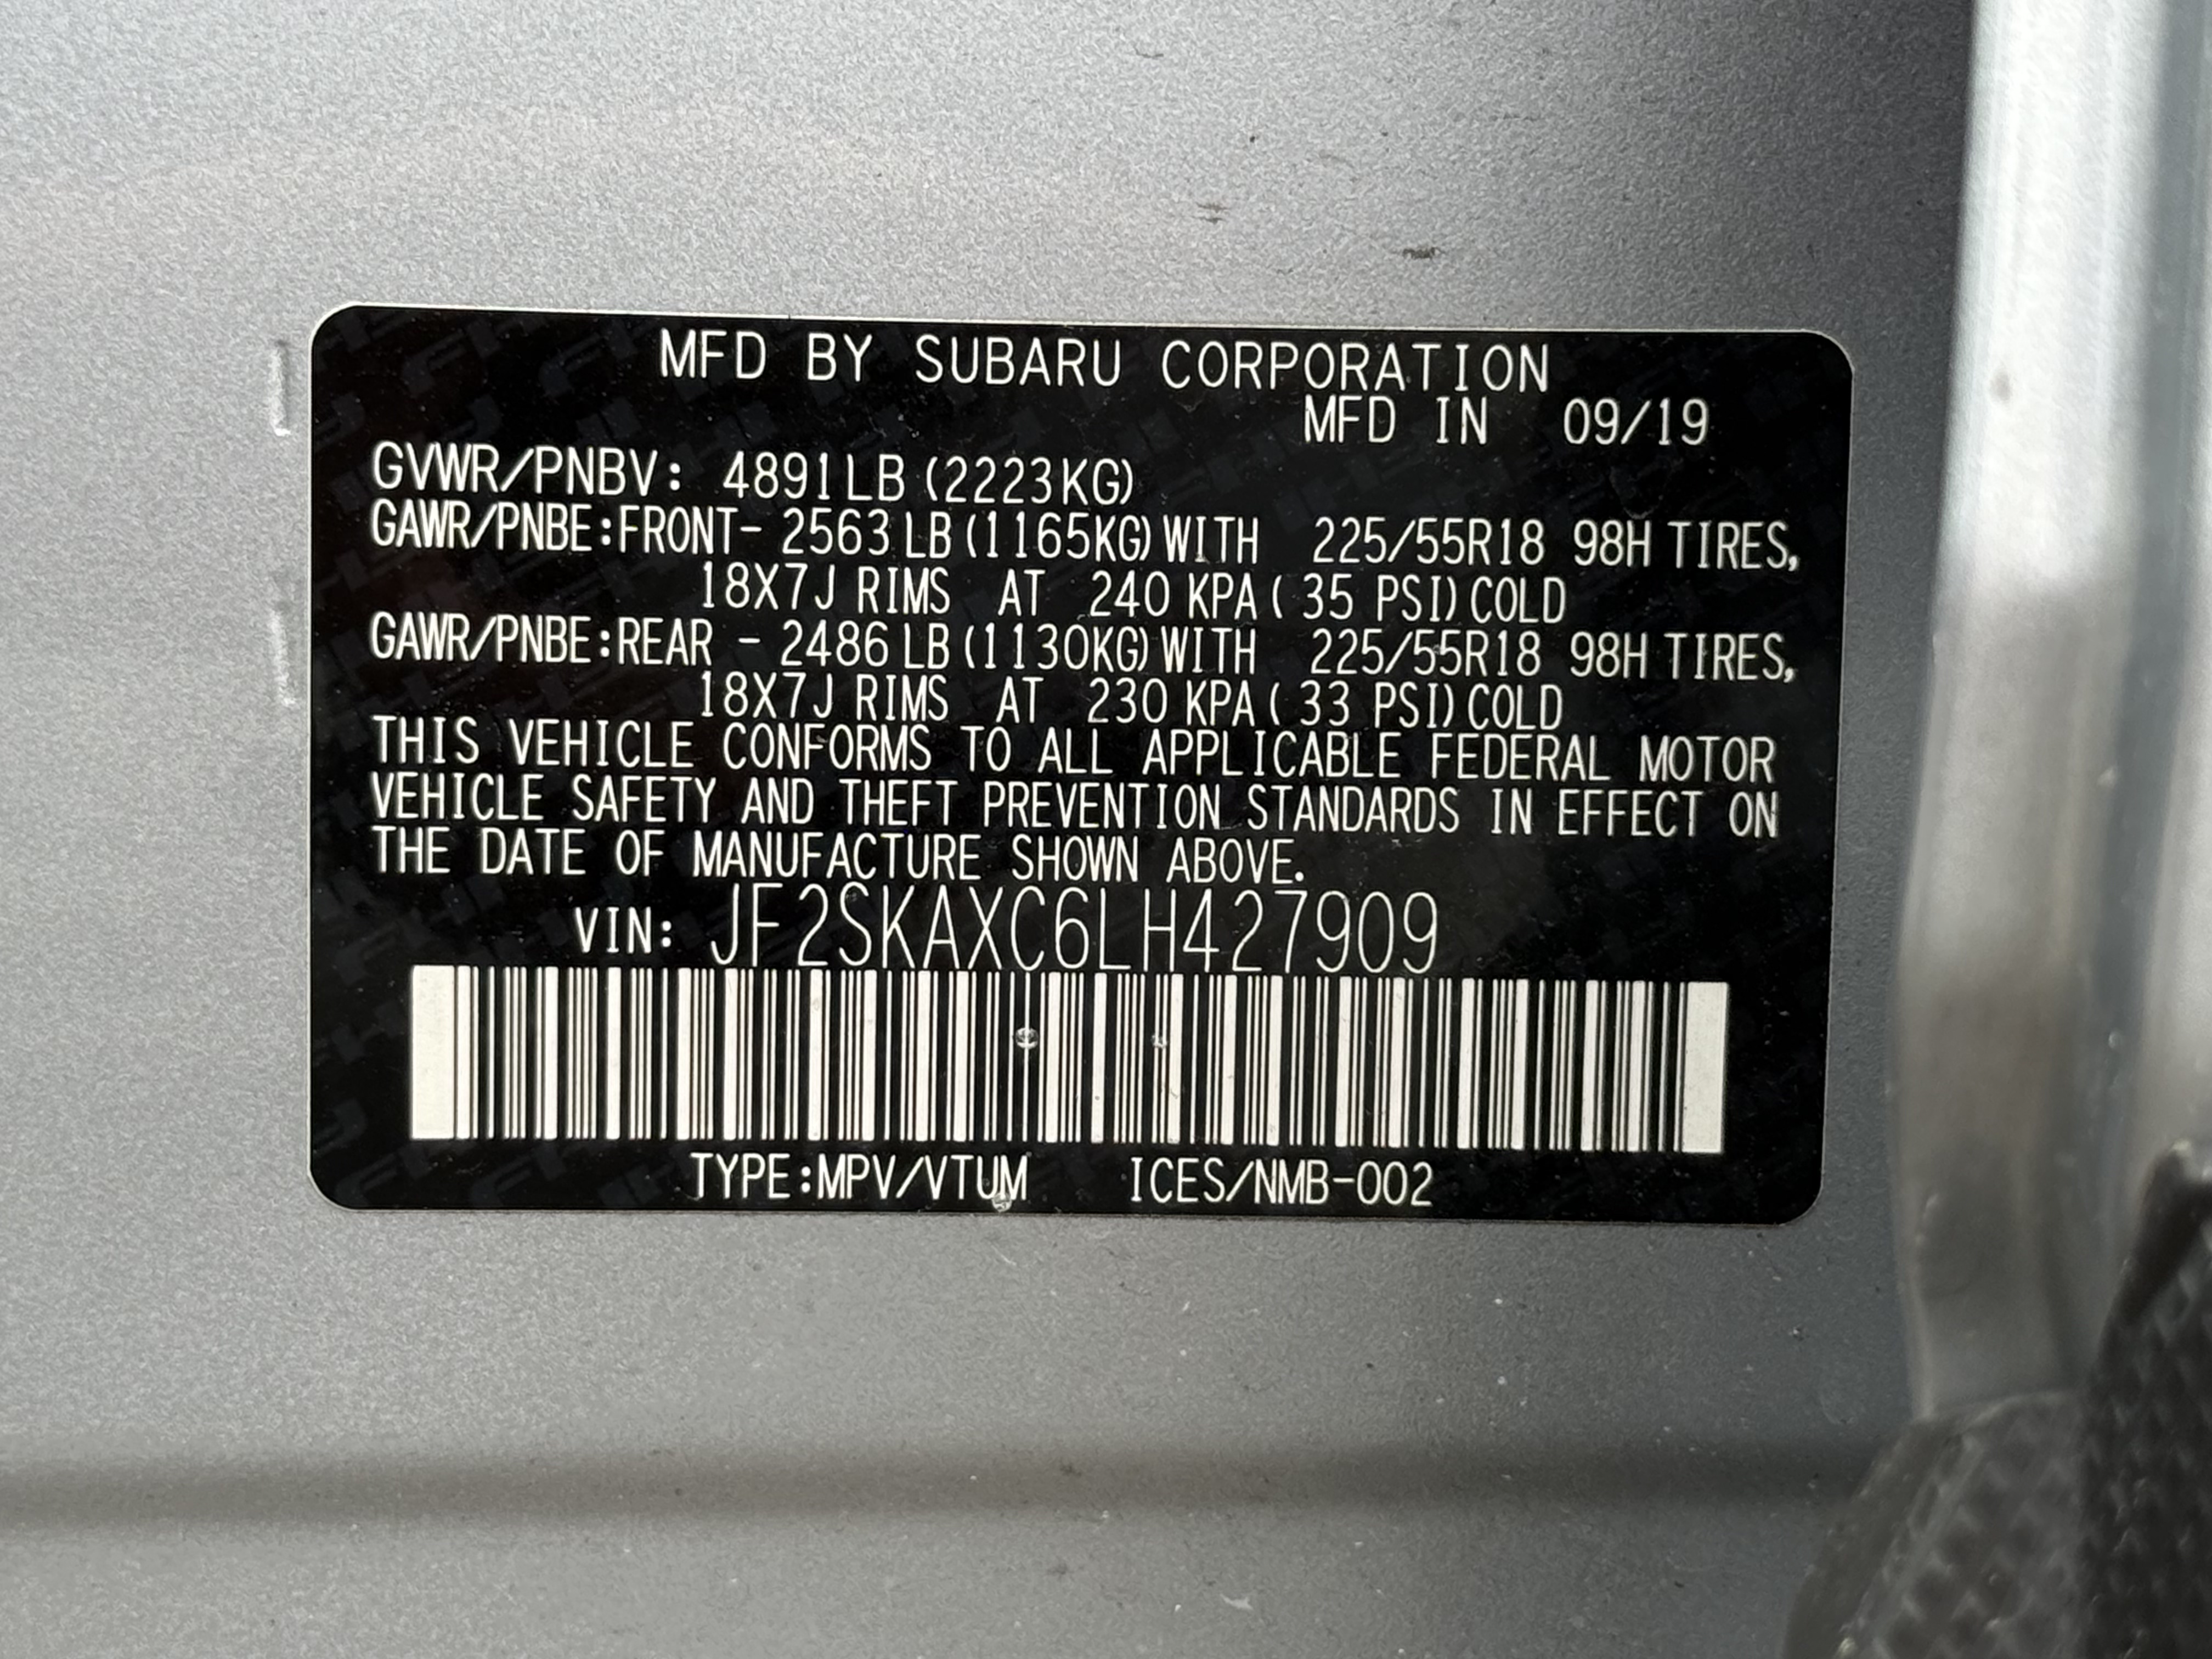 MFD BY SUBARU CORPORATION
MFD IN 09/19
GVWR/PNBV: 4891LB (2223KG)
GAWR/PNBE:FRONT- 2563 LB (1165KG) WITH 225/55R18 98H TIRES,
18X7J RIMS AT 240 KPA ( 35 PSI) COLD
GAWR/PNBE:REAR - 2486 LB (1130KG) WITH 225/55R18 98H TIRES,
18X7J RIMS AT 230 KPA ( 33 PSI) COLD
THIS VEHICLE CONFORMS TO ALL APPLICABLE FEDERAL MOTOR
VEHICLE SAFETY AND THEFT PREVENTION STANDARDS IN EFFECT ON
THE DATE OF MANUFACTURE SHOWN ABOVE.
VIN: JF2SKAXC6LH427909
TYPE:MPV/VTUM ICES/NMB-002